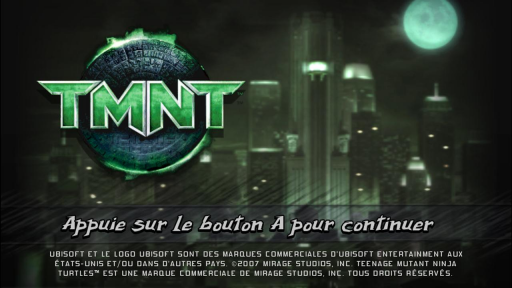 TMNT
Appuie sur le bouton A pour continuer
UBISOFT ET LE LOGO UBISOFT SONT DES MARQUES COMMERCIALES D'UBISOFT ENTERTAINMENT AUX
ÉTATS-UNIS ET/OU DANS D'AUTRES PAYS. ©2007 MIRAGE STUDIOS, INC. TEENAGE MUTANT NINJA
TURTLES™ EST UNE MARQUE COMMERCIALE DE MIRAGE STUDIOS, INC. TOUS DROITS RÉSERVÉS.